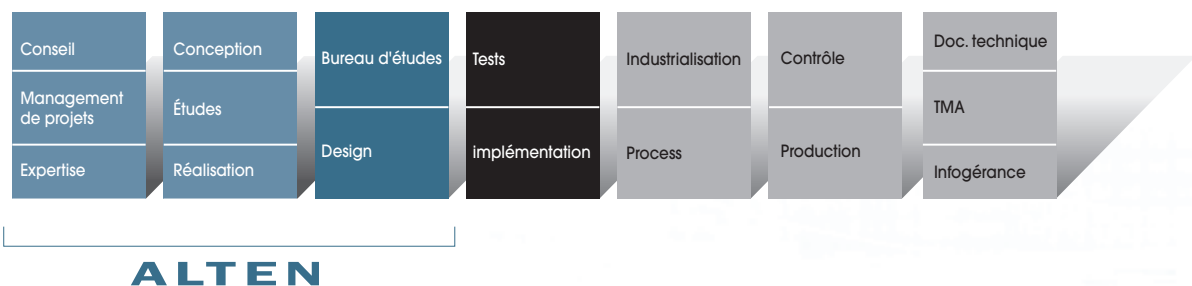 Conseil
Management
de projets
Expertise
Conception
Études
Réalisation
Bureau d'études
Design
Tests
implémentation
Industrialisation
Process
Contrôle
Production
Doc. technique
TMA
Infogérance
ALTEN